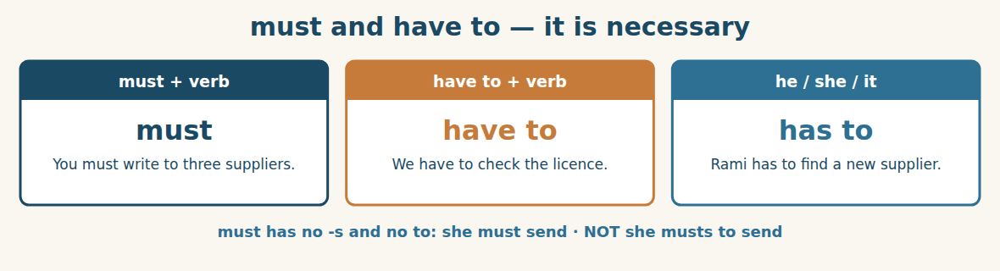 must and have to — it is necessary
must + verb
must
You must write to three suppliers.
have to + verb
have to
We have to check the licence.
he / she / it
has to
Rami has to find a new supplier.
must has no -s and no to: she must send · NOT she musts to send